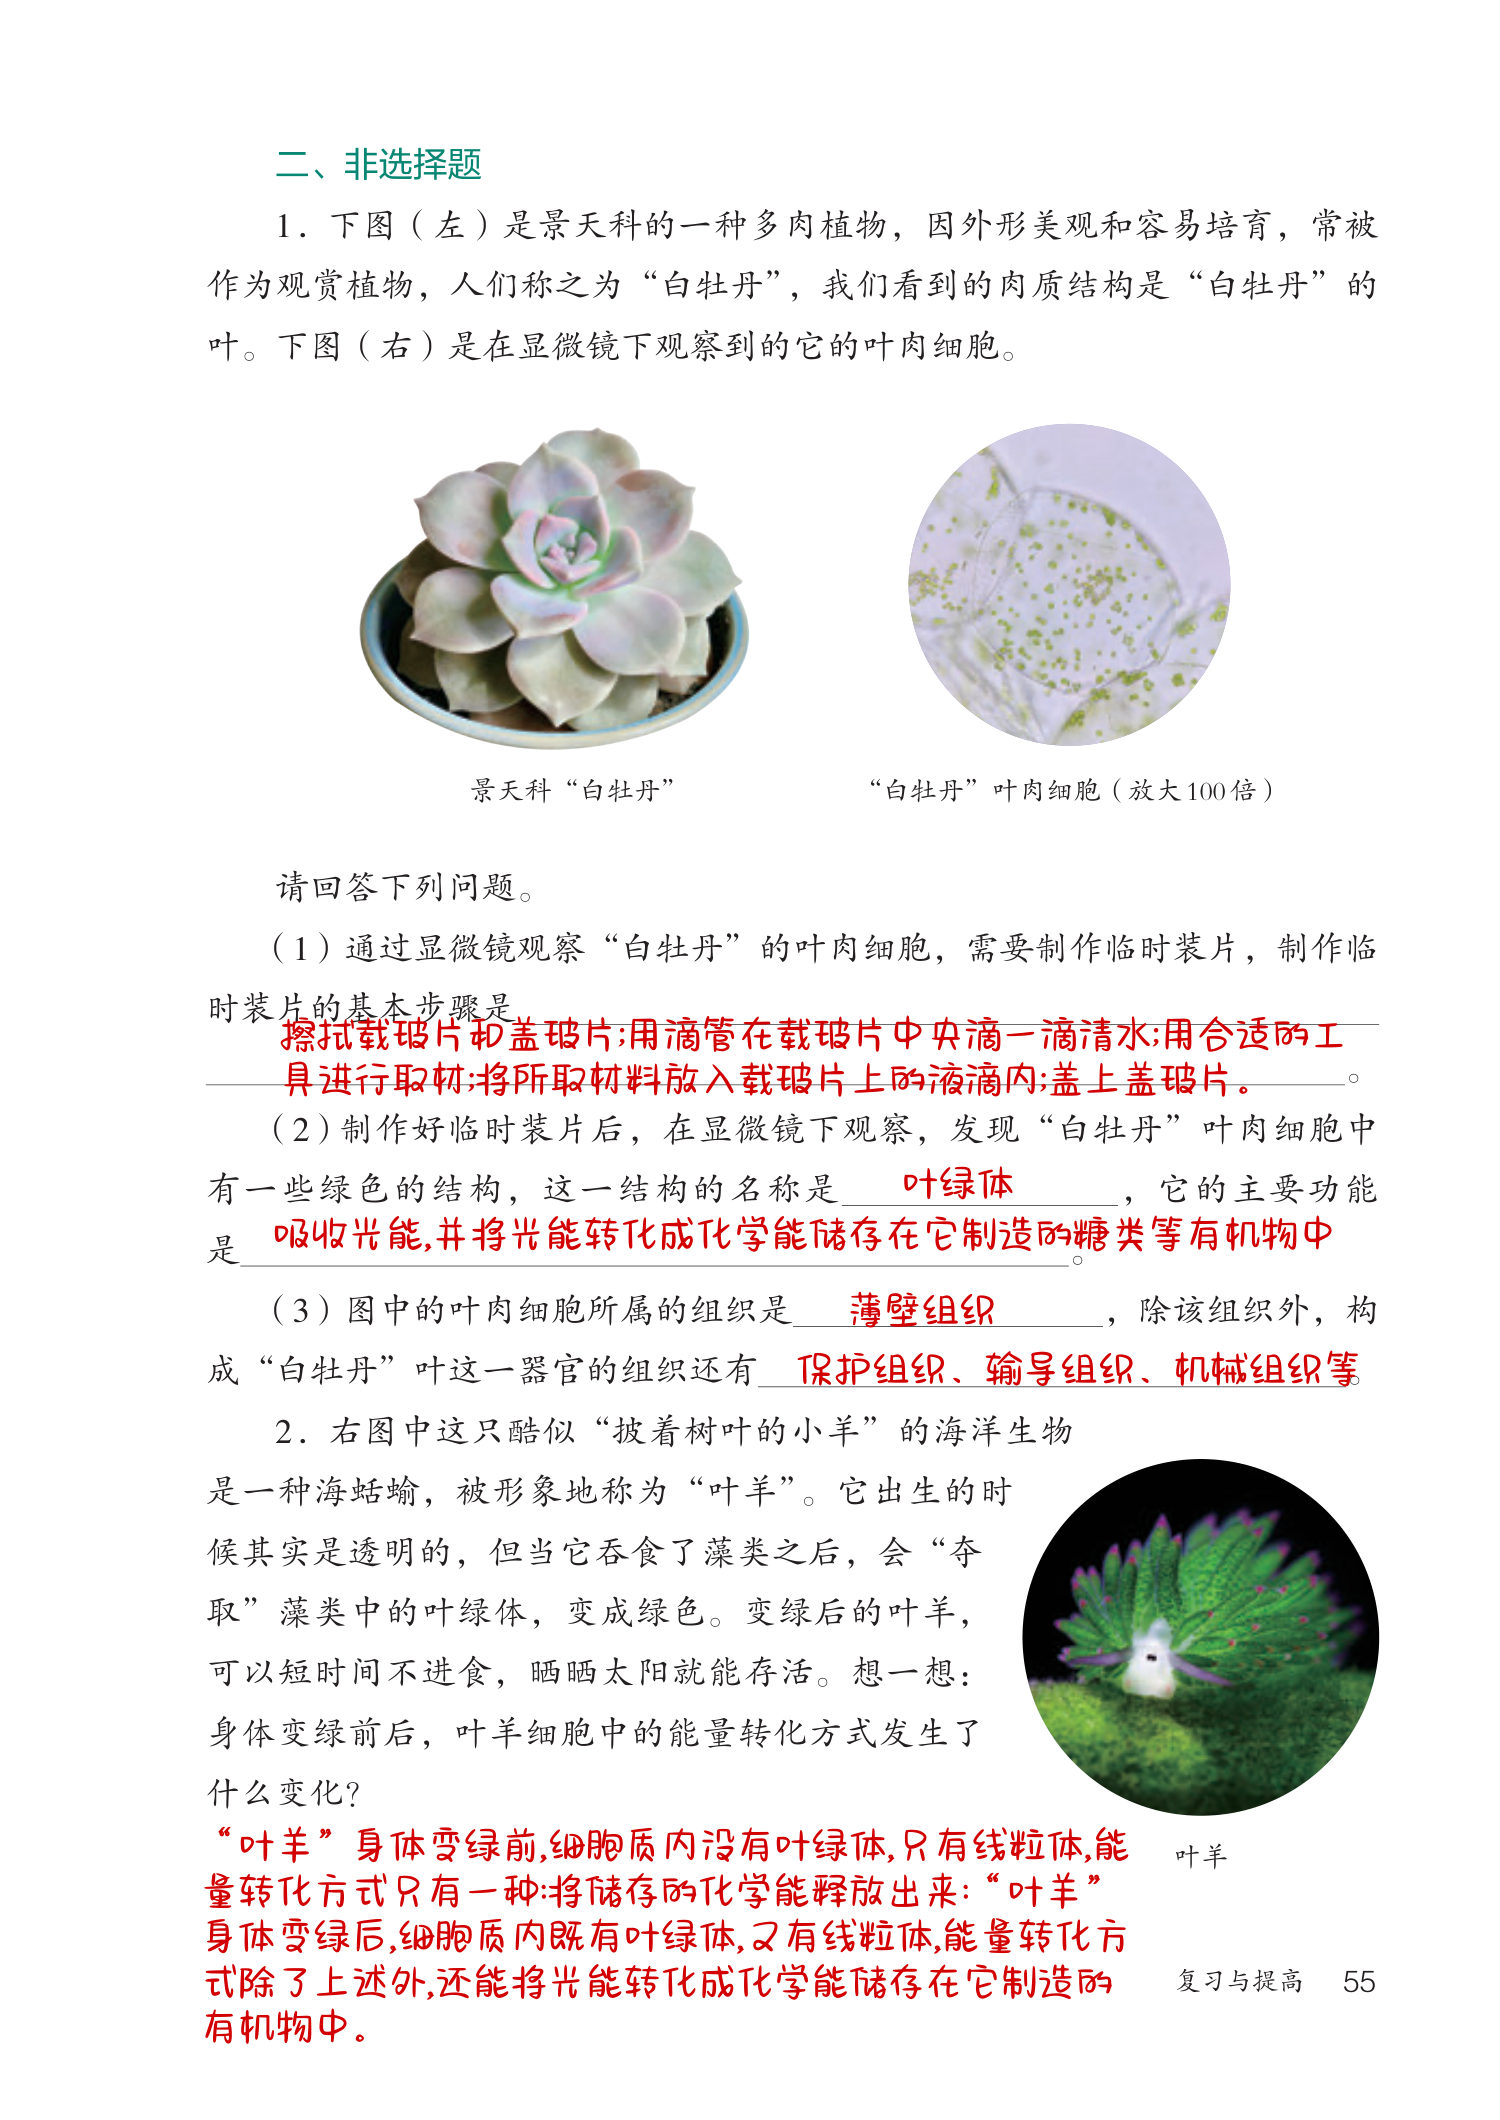 二、非选择题
1. 下图（左）是景天科的一种多肉植物，因外形美观和容易培育，常被
作为观赏植物，人们称之为“白牡丹”，我们看到的肉质结构是“白牡丹”的
叶。下图（右）是在显微镜下观察到的它的叶肉细胞。
景天科“白牡丹”
“白牡丹”叶肉细胞（放大100倍）
请回答下列问题。
（1）通过显微镜观察“白牡丹”的叶肉细胞，需要制作临时装片，制作临
时装片的基本步骤是
擦拭载玻片和盖玻片;用滴管在载玻片中央滴一滴清水;用合适的工
具进行取材;将所取材料放入载玻片上的液滴内;盖上盖玻片。 。
（2）制作好临时装片后，在显微镜下观察，发现“白牡丹”叶肉细胞中
有一些绿色的结构，这一结构的名称是 叶绿体 ，它的主要功能
是 吸收光能,并将光能转化成化学能储存在它制造的糖类等有机物中 。
（3）图中的叶肉细胞所属的组织是 薄壁组织 ，除该组织外，构
成“白牡丹”叶这一器官的组织还有 保护组织、输导组织、机械组织等 。
2. 右图中这只酷似“披着树叶的小羊”的海洋生物
是一种海蛞蝓，被形象地称为“叶羊”。它出生的时
候其实是透明的，但当它吞食了藻类之后，会“夺
取”藻类中的叶绿体，变成绿色。变绿后的叶羊，
可以短时间不进食，晒晒太阳就能存活。想一想：
身体变绿前后，叶羊细胞中的能量转化方式发生了
什么变化？
“叶羊”身体变绿前,细胞质内没有叶绿体,只有线粒体,能
量转化方式只有一种:将储存的化学能释放出来:“叶羊”
身体变绿后,细胞质内既有叶绿体,又有线粒体,能量转化方
式除了上述外,还能将光能转化成化学能储存在它制造的
有机物中。
叶羊
复习与提高 55